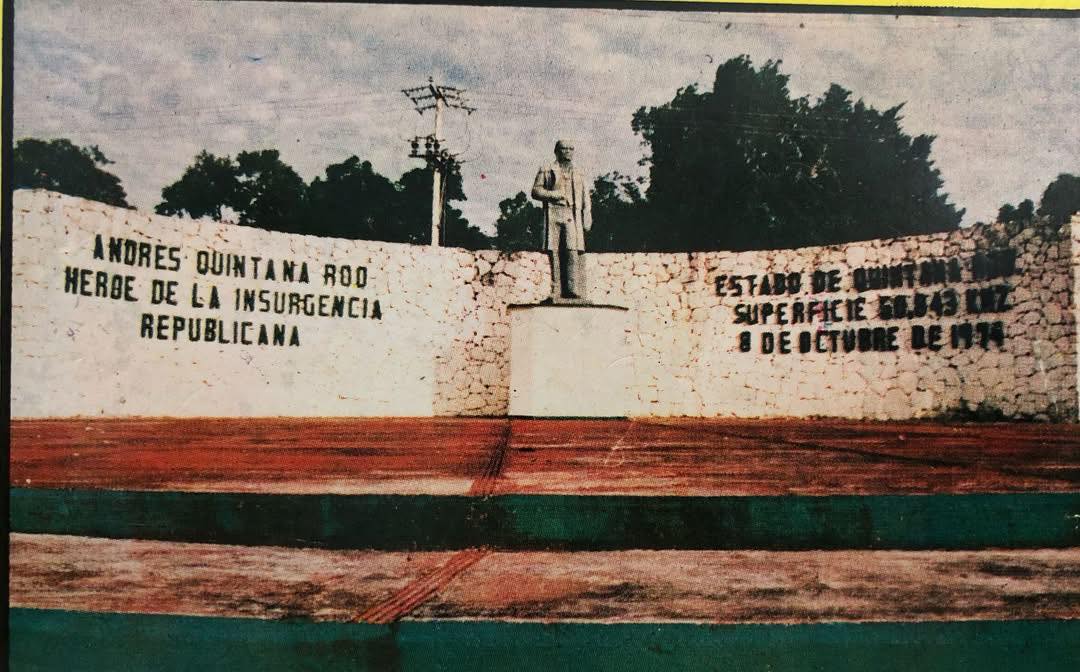 ANDRES QUINTANA ROO
HEROE DE LA INSURGENCIA
REPUBLICANA
ESTADO DE QUINTANA ROO
SUPERFICIE 50,843 KM2
8 DE OCTUBRE DE 1974